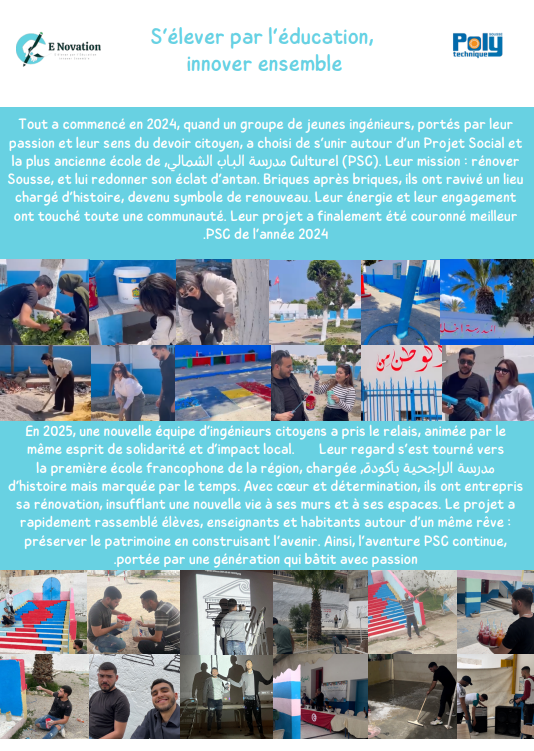 E Novation
S'élever par l'éducation,
innover ensemble
Poly
technique
Tout a commencé en 2024, quand un groupe de jeunes ingénieurs, portés par leur
passion et leur sens du devoir citoyen, a choisi de s'unir autour d'un Projet Social et
la plus ancienne école de ,مدرسة الباب الشمالي Culturel (PSC). Leur mission : rénover
Sousse, et lui redonner son éclat d'antan. Briques après briques, ils ont ravivé un lieu
chargé d'histoire, devenu symbole de renouveau. Leur énergie et leur engagement
ont touché toute une communauté. Leur projet a finalement été couronné meilleur
.PSC de l'année 2024
الوطن من
En 2025, une nouvelle équipe d'ingénieurs citoyens a pris le relais, animée par le
même esprit de solidarité et d'impact local. Leur regard s'est tourné vers
la première école francophone de la région, chargée ,مدرسة الزاجحية بأكودة
d'histoire mais marquée par le temps. Avec cœur et détermination, ils ont entrepris
sa rénovation, insufflant une nouvelle vie à ses murs et à ses espaces. Le projet a
rapidement rassemblé élèves, enseignants et habitants autour d'un même rêve :
préserver le patrimoine en construisant l'avenir. Ainsi, l'aventure PSC continue,
.portée par une génération qui bâtit avec passion